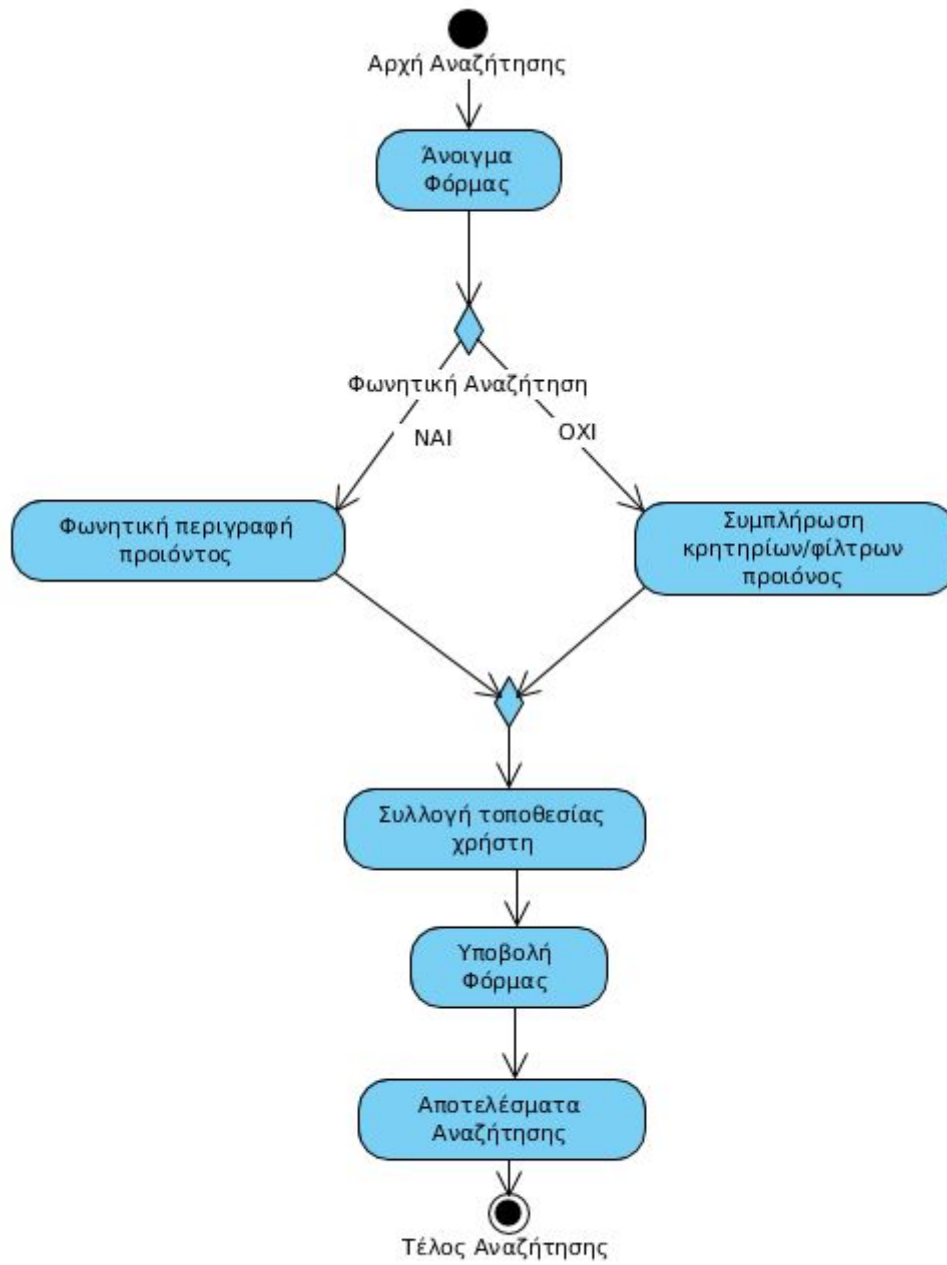 Αρχή Αναζήτησης
Άνοιγμα
Φόρμας
Φωνητική Αναζήτηση
ΝΑΙ
ΟΧΙ
Φωνητική περιγραφή
προιόντος
Συμπλήρωση
κρητηρίων/φίλτρων
προιόνος
Συλλογή τοποθεσίας
χρήστη
Υποβολή
Φόρμας
Αποτελέσματα
Αναζήτησης
Τέλος Αναζήτησης